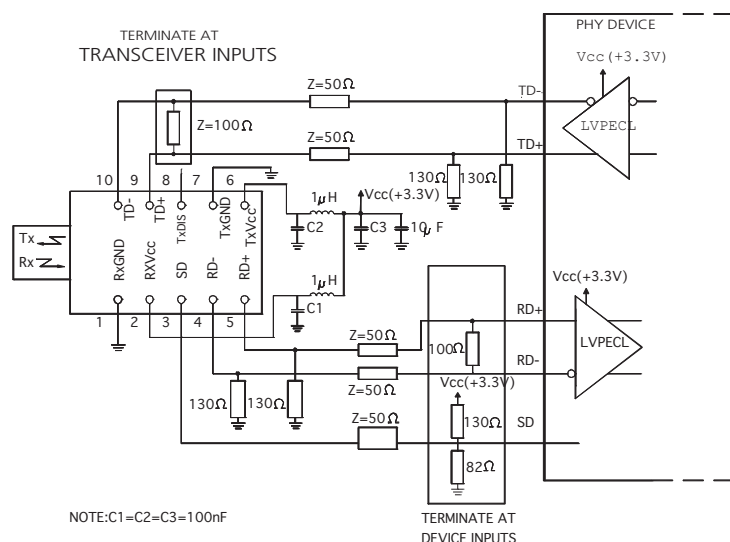 PHY DEVICE
TERMINATE AT
TRANSCEIVER INPUTS
Vcc (+3.3V)
Z=50Ω
TD-
LVPECL
Z=100Ω
Z=50Ω
TD+
130Ω 130Ω
10 9 8 7 6
1μH
Vcc(+3.3V)
TD- TD+ TxDIS TxGND TxVcc
C2 C3 10μF
Tx
Rx
RxGND RXVcc SD RD- RD+
1μH
Vcc(+3.3V)
C1
RD+
1 2 3 4 5
Z=50Ω
LVPECL
100Ω
RD-
Z=50Ω
Vcc(+3.3V)
130Ω 130Ω
130Ω
SD
Z=50Ω
82Ω
NOTE:C1=C2=C3=100nF
TERMINATE AT
DEVICE INPUTS